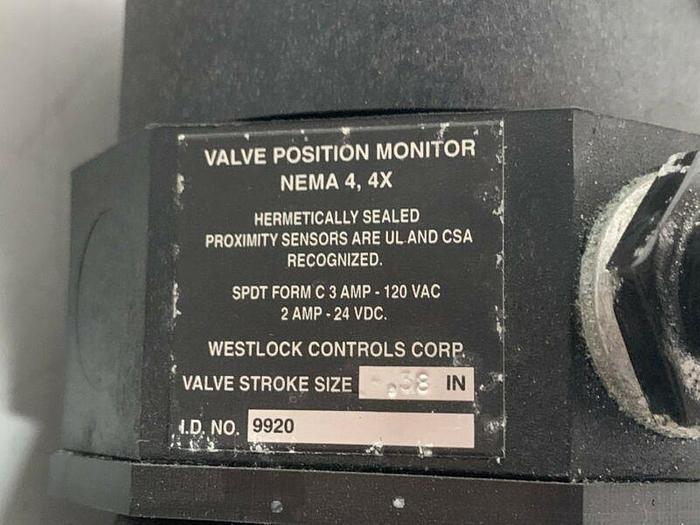 VALVE POSITION MONITOR
NEMA 4, 4X
HERMETICALLY SEALED
PROXIMITY SENSORS ARE UL AND CSA
RECOGNIZED.
SPDT FORM C 3 AMP - 120 VAC
2 AMP - 24 VDC.
WESTLOCK CONTROLS CORP
VALVE STROKE SIZE .38 IN
I.D. NO. 9920